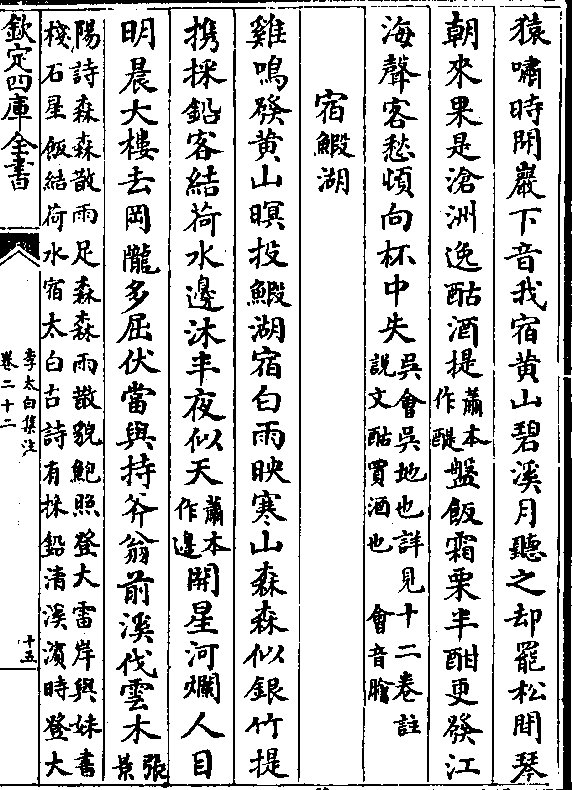 猿嘯時聞巖下音我宿黃山碧溪月聽之却罷松間琴
朝來果是滄洲逸酤酒提蕭本作醍盤飯霜栗半酣更發江
海聲客愁頓向杯中失吳會吳地也詳見十二卷註說文酤買酒也 會音膾
宿鰕湖
雞鳴發黃山暝投鰕湖宿白雨映寒山森森似銀竹提
携採鉛客結荷水邊沐半夜似天蕭本作邊開星河爛人目
明晨大樓去岡隴多屈伏當與持斧翁前溪伐雲木張景
陽詩森森散雨足森森雨散貌鮑照登大雷岸與妹書
棧石星飯結荷水宿太白古詩有採鉛清溪濱時登大
欽定四庫全書
李太白集注
卷二十二
十五